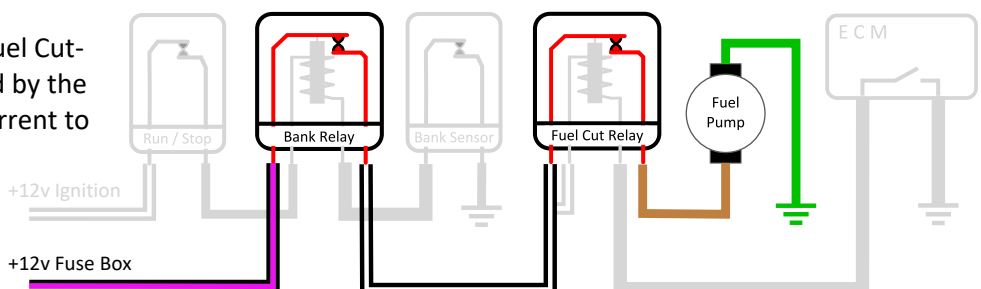 uel Cut-
d by the
rrent to
Run / Stop
Bank Relay
Bank Sensor
Fuel Cut Relay
Fuel
Pump
E C M
+12v Ignition
+12v Fuse Box